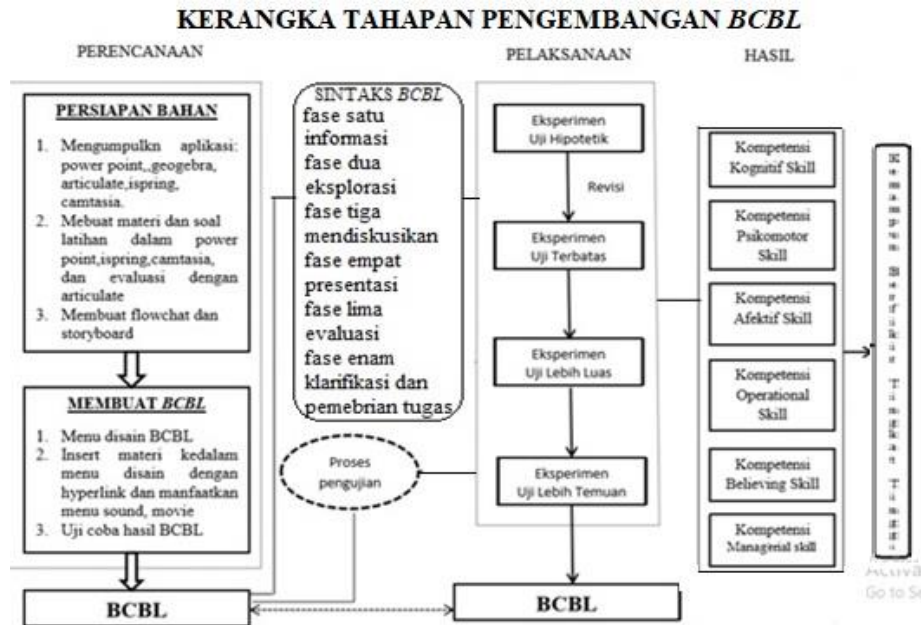 KERANGKA TAHAPAN PENGEMBANGAN BCBL
PERENCANAAN
PERSIAPAN BAHAN
1. Mengumpulkn aplikasi:
power point,,geogebra,
articulate,ispring,
camtasia.
2. Mebuat materi dan soal
latihan dalam power
point,ispring,camtasia,
dan evaluasi dengan
articulate
3. Membuat flowchat dan
storyboard
MEMBUAT BCBL
1. Menu disain BCBL
2. Insert materi kedalam
menu disain dengan
hyperlink dan manfaatkan
menu sound, movie
3. Uji coba hasil BCBL
BCBL
SINTAKS BCBL
fase satu
informasi
fase dua
eksplorasi
fase tiga
mendiskusikan
fase empat
presentasi
fase lima
evaluasi
fase enam
klarifikasi dan
pemebrian tugas
Proses
pengujian
PELAKSANAAN
Eksperimen
Uji Hipotetik
Revisi
Eksperimen
Uji Terbatas
Eksperimen
Uji Lebih Luas
Eksperimen
Uji Lebih Temuan
BCBL
HASIL
Kompetensi
Kognitif Skill
Kompetensi
Psikomotor
Skill
Kompetensi
Afektif Skill
Kompetensi
Operational
Skill
Kompetensi
Believing Skill
Kompetensi
Managerial skill
Berfikir Tingkat Tinggi
Go to Se